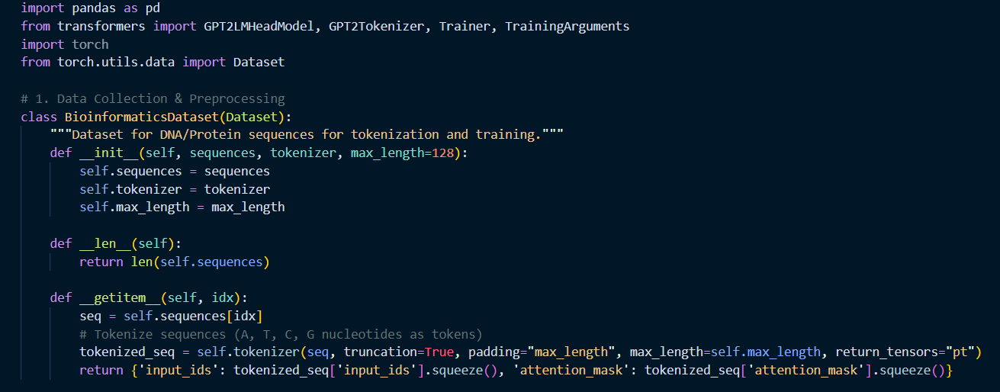 import pandas as pd
from transformers import GPT2LMHeadModel, GPT2Tokenizer, Trainer, TrainingArguments
import torch
from torch.utils.data import Dataset

# 1. Data Collection & Preprocessing
class BioinformaticsDataset(Dataset):
    """Dataset for DNA/Protein sequences for tokenization and training."""
    def __init__(self, sequences, tokenizer, max_length=128):
        self.sequences = sequences
        self.tokenizer = tokenizer
        self.max_length = max_length

    def __len__(self):
        return len(self.sequences)

    def __getitem__(self, idx):
        seq = self.sequences[idx]
        # Tokenize sequences (A, T, C, G nucleotides as tokens)
        tokenized_seq = self.tokenizer(seq, truncation=True, padding="max_length", max_length=self.max_length, return_tensors="pt")
        return {'input_ids': tokenized_seq['input_ids'].squeeze(), 'attention_mask': tokenized_seq['attention_mask'].squeeze()}